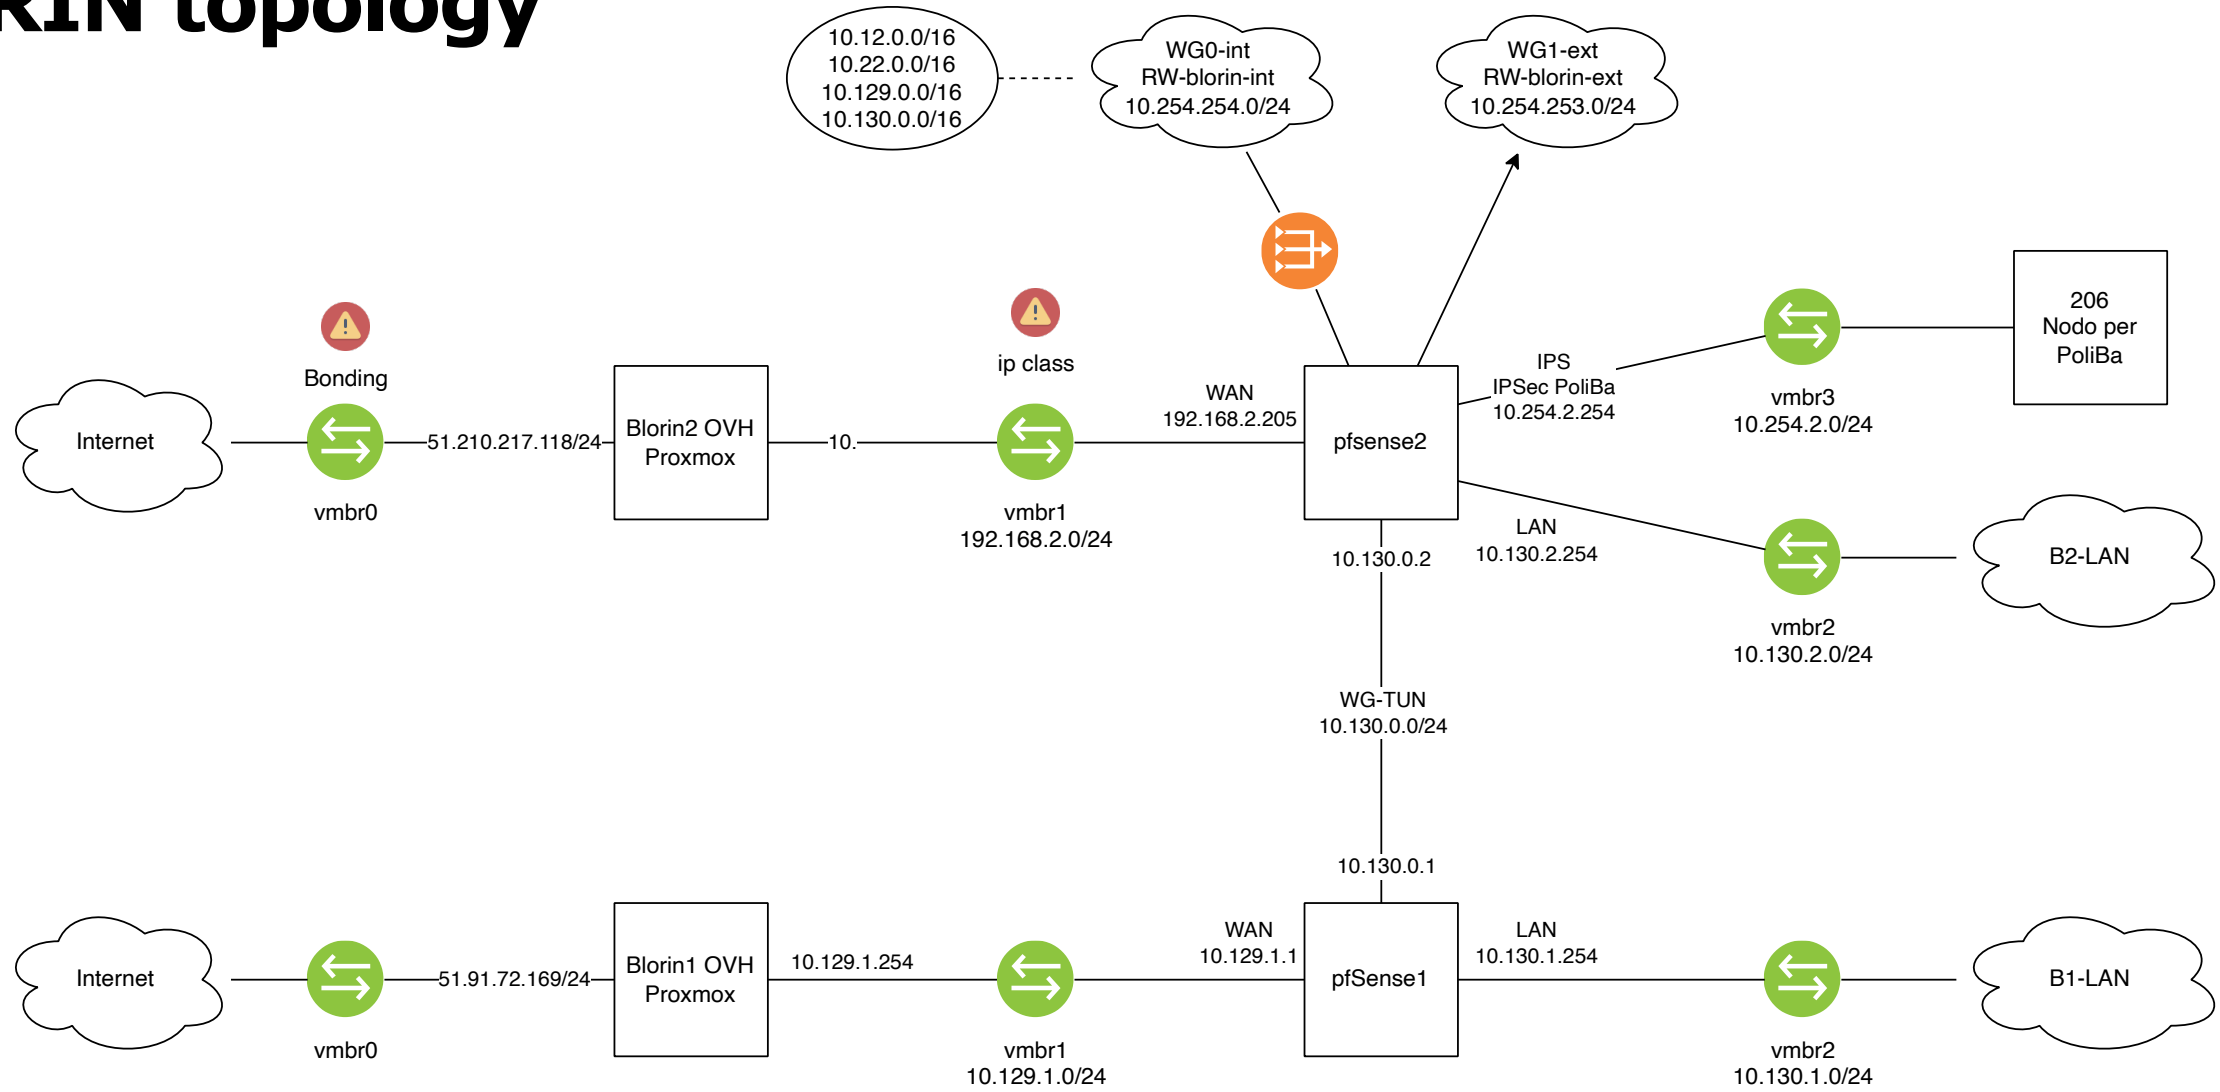 RIN topology
10.12.0.0/16
10.22.0.0/16
10.129.0.0/16
10.130.0.0/16
WG0-int
RW-blorin-int
10.254.254.0/24
WG1-ext
RW-blorin-ext
10.254.253.0/24
Bonding
ip class
Internet
vmbr0
51.210.217.118/24
Blorin2 OVH
Proxmox
10.
vmbr1
192.168.2.0/24
WAN
192.168.2.205
pfsense2
IPS
IPSec PoliBa
10.254.2.254
vmbr3
10.254.2.0/24
206
Nodo per
PoliBa
LAN
10.130.2.254
vmbr2
10.130.2.0/24
B2-LAN
10.130.0.2
WG-TUN
10.130.0.0/24
10.130.0.1
Internet
vmbr0
51.91.72.169/24
Blorin1 OVH
Proxmox
10.129.1.254
vmbr1
10.129.1.0/24
WAN
10.129.1.1
pfSense1
LAN
10.130.1.254
vmbr2
10.130.1.0/24
B1-LAN